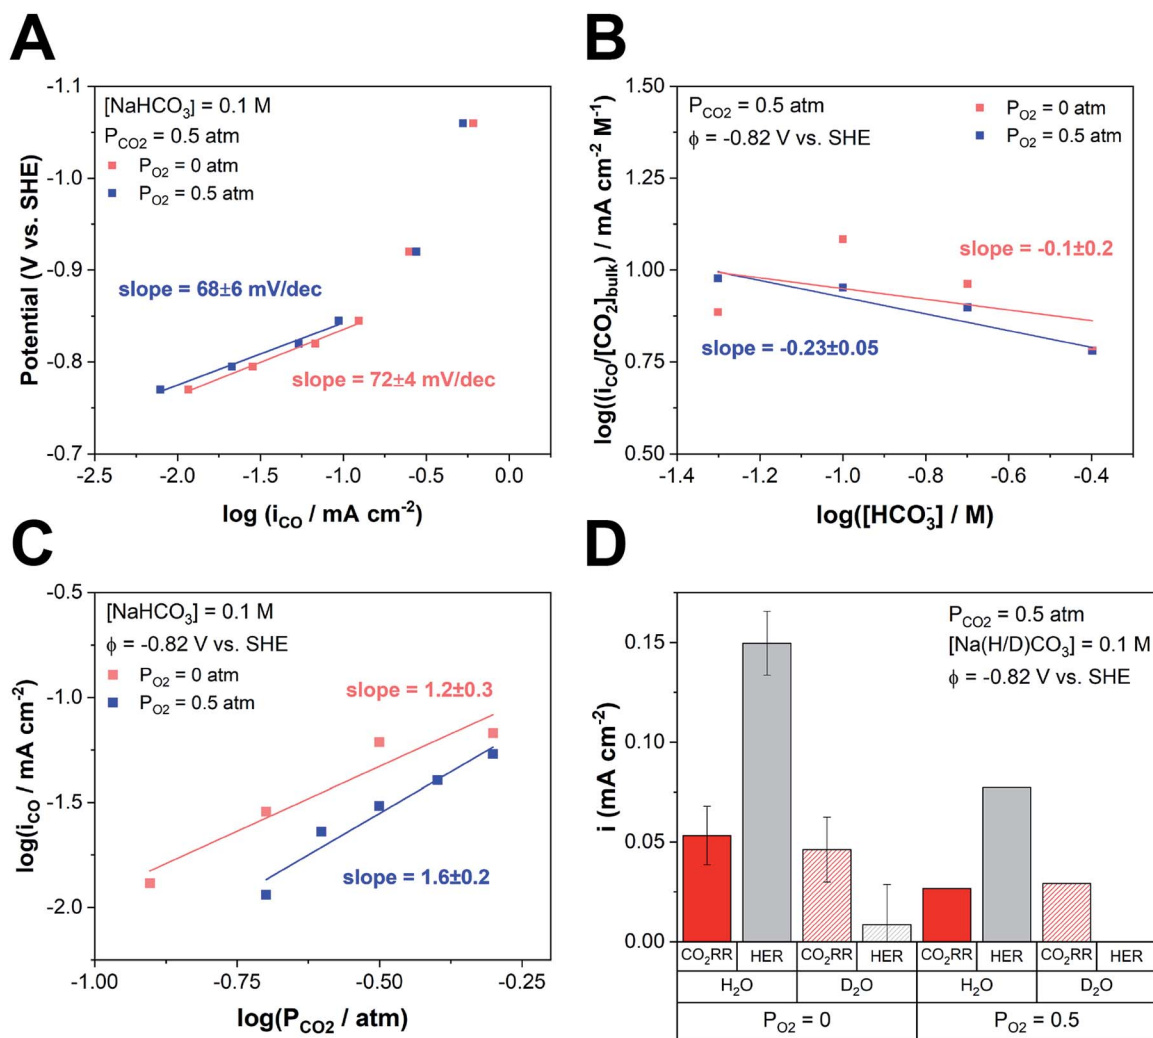 A
[NaHCO3] = 0.1 M
PCO2 = 0.5 atm
PO2 = 0 atm
PO2 = 0.5 atm
slope = 68±6 mV/dec
slope = 72±4 mV/dec
Potential (V vs. SHE)
-1.1
-1.0
-0.9
-0.8
-0.7
-2.5 -2.0 -1.5 -1.0 -0.5 0.0
log (iCO / mA cm-2)
B
PCO2 = 0.5 atm
ϕ = -0.82 V vs. SHE
PO2 = 0 atm
PO2 = 0.5 atm
slope = -0.1±0.2
slope = -0.23±0.05
log((iCO/[CO2]bulk) / mA cm-2 M-1)
1.50
1.25
1.00
0.75
0.50
-1.4 -1.2 -1.0 -0.8 -0.6 -0.4
log([HCO3-] / M)
C
[NaHCO3] = 0.1 M
ϕ = -0.82 V vs. SHE
PO2 = 0 atm
PO2 = 0.5 atm
slope = 1.2±0.3
slope = 1.6±0.2
log(iCO / mA cm-2)
-0.5
-1.0
-1.5
-2.0
-1.00 -0.75 -0.50 -0.25
log(PCO2 / atm)
D
PCO2 = 0.5 atm
[Na(H/D)CO3] = 0.1 M
ϕ = -0.82 V vs. SHE
i (mA cm-2)
0.15
0.10
0.05
0.00
CO2RR HER CO2RR HER CO2RR HER CO2RR HER
H2O D2O H2O D2O
PO2 = 0 PO2 = 0.5